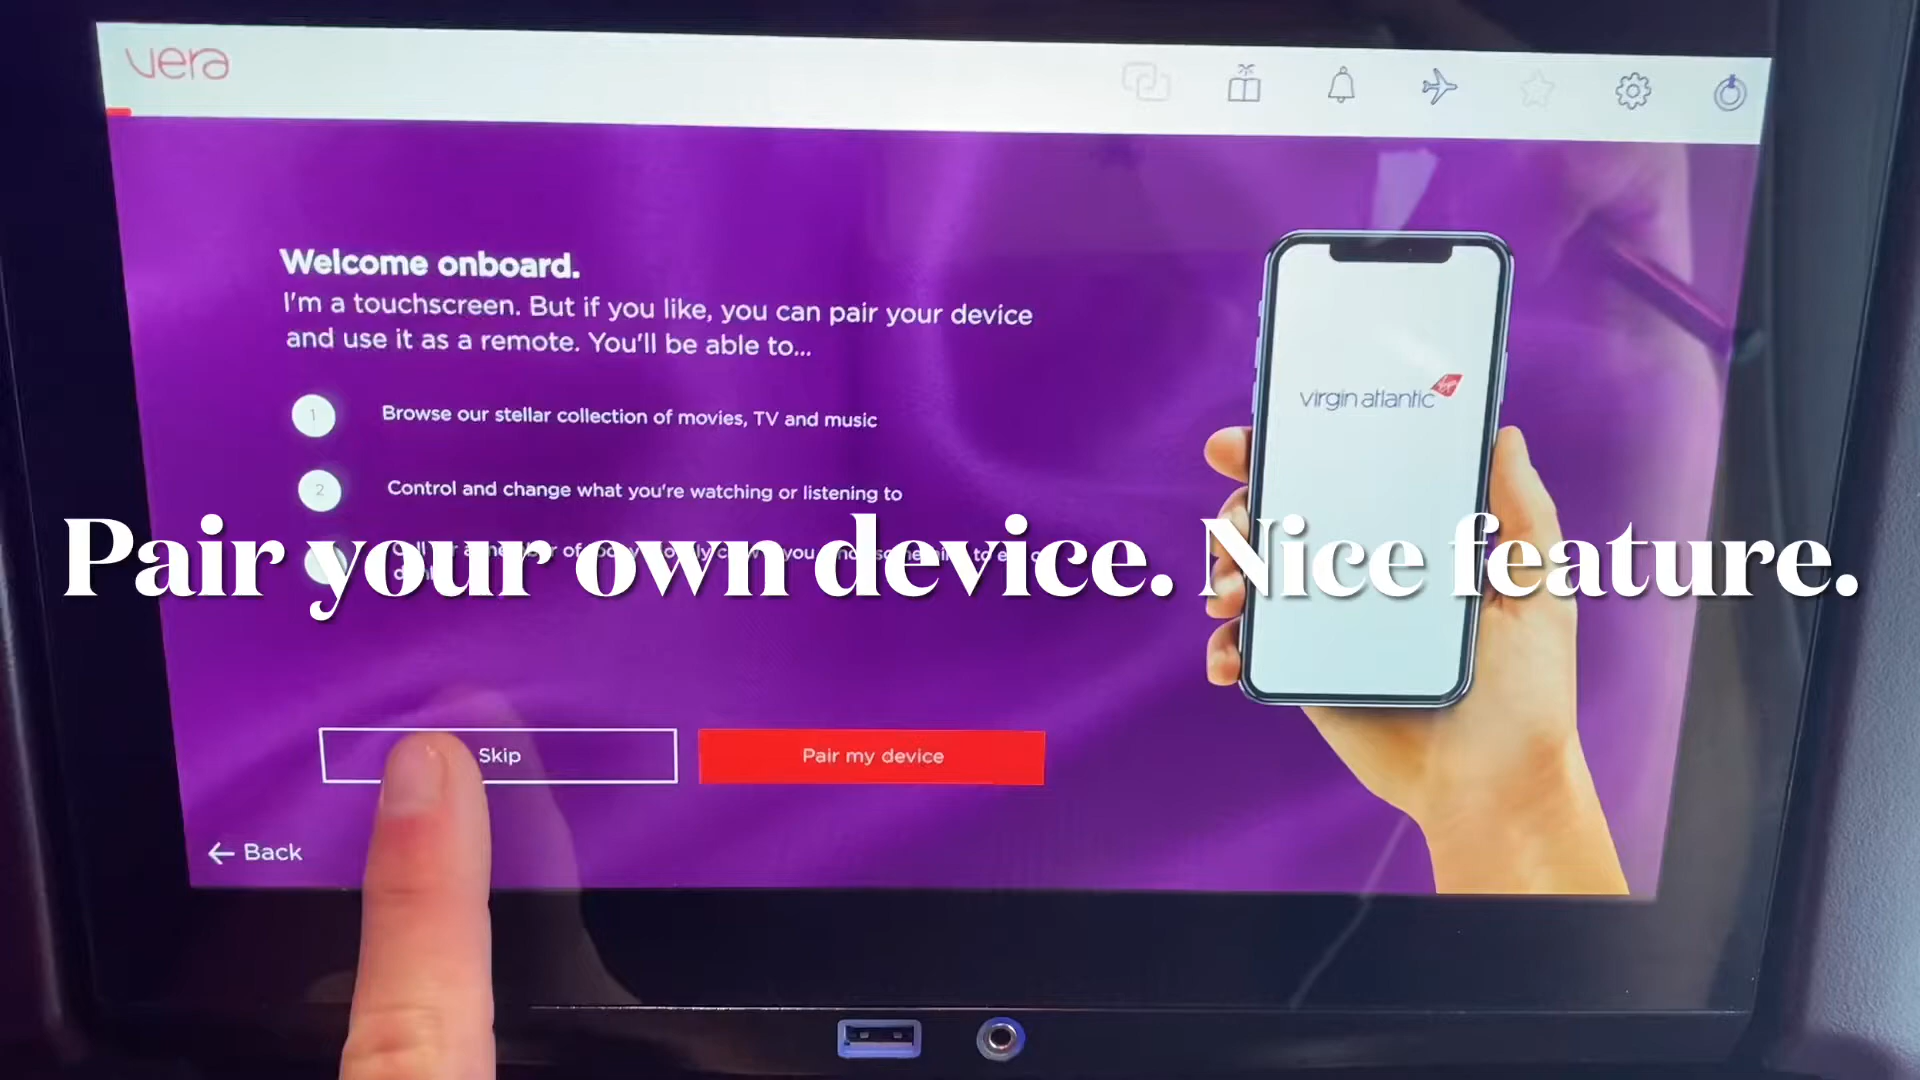 vera
Welcome onboard.
I'm a touchscreen. But if you like, you can pair your device
and use it as a remote. You'll be able to...
1 Browse our stellar collection of movies, TV and music
2 Control and change what you're watching or listening to
virgin atlantic
Pair your own device. Nice feature.
Skip
Pair my device
← Back